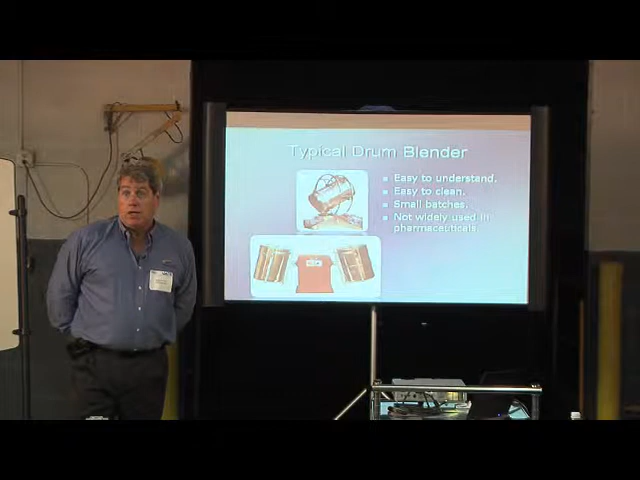 Typical Drum Blender
Easy to understand.
Easy to clean.
Small batches.
Not widely used in
pharmaceuticals